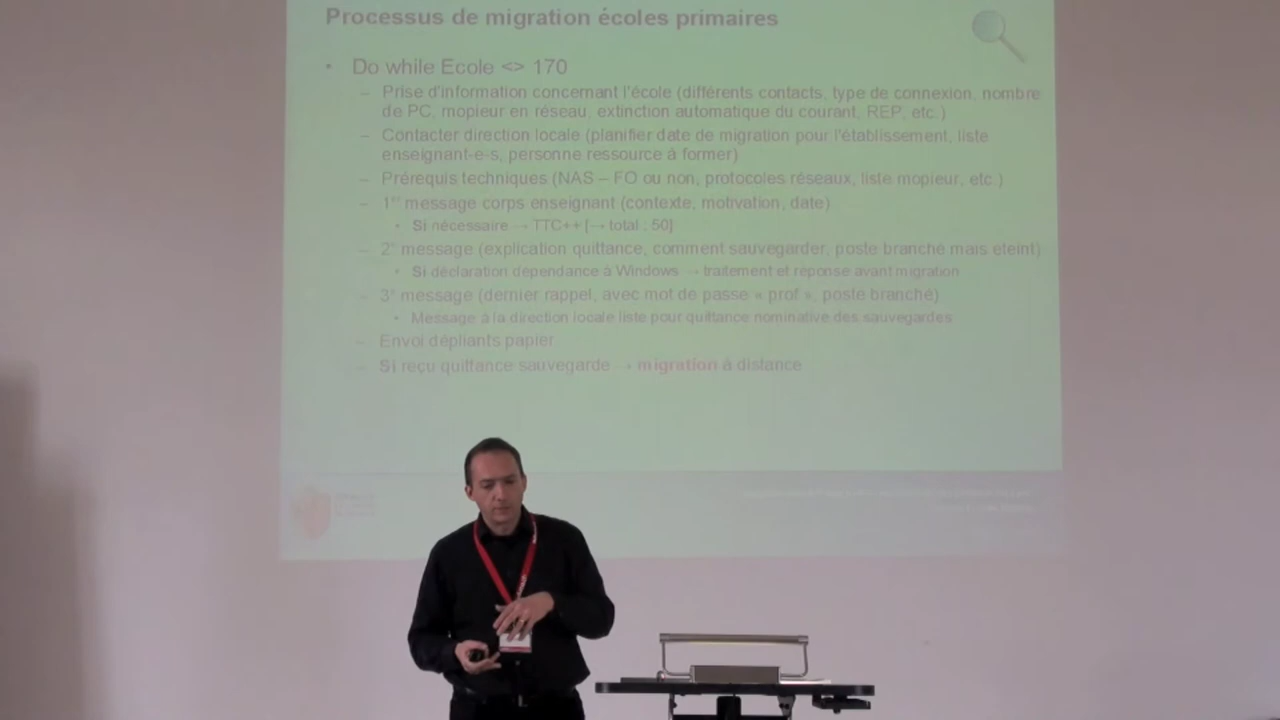 Processus de migration écoles primaires
• Do while Ecole <> 170
– Prise d'information concernant l'école (différents contacts, type de connexion, nombre
de PC, mopieur en réseau, extinction automatique du courant, REP, etc.)
– Contacter direction locale (planifier date de migration pour l'établissement, liste
enseignant-e-s, personne ressource à former)
– Prérequis techniques (NAS – FO ou non, protocoles réseaux, liste mopieur, etc.)
– 1er message corps enseignant (contexte, motivation, date)
• Si nécessaire → TTC++ [→ total : 50]
– 2e message (explication quittance, comment sauvegarder, poste branché mais éteint)
• Si déclaration dépendance à Windows → traitement et réponse avant migration
– 3e message (dernier rappel, avec mot de passe « prof », poste branché)
• Message à la direction locale liste pour quittance nominative des sauvegardes
– Envoi dépliants papier
– Si reçu quittance sauvegarde → migration à distance